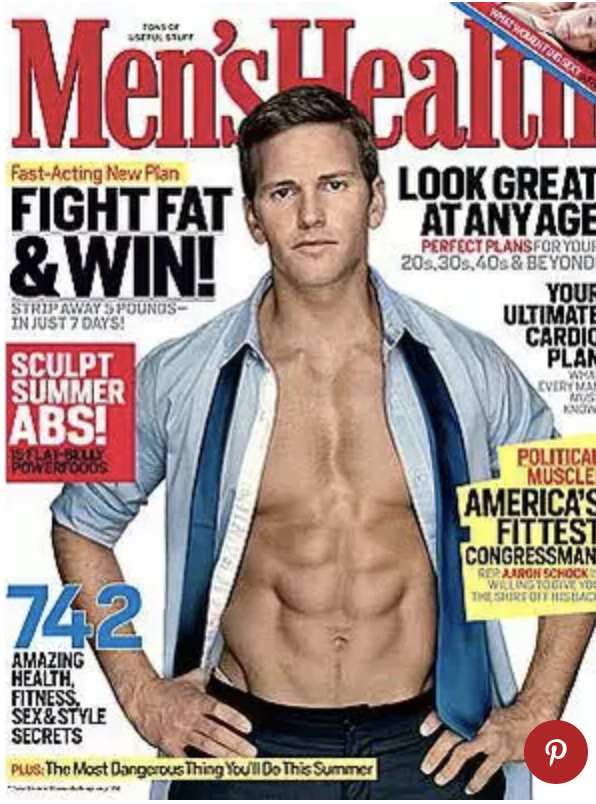 TONS OF
USEFUL STUFF
Men's Health
WHAT WOMEN FIND SEXY
Fast-Acting New Plan
FIGHT FAT
& WIN!
STRIP AWAY 5 POUNDS—
IN JUST 7 DAYS!
SCULPT
SUMMER
ABS!
15 FLAT-BELLY
POWERFOODS
742
AMAZING
HEALTH,
FITNESS,
SEX & STYLE
SECRETS
LOOK GREAT
AT ANY AGE
PERFECT PLANS FOR YOUR
20s, 30s, 40s & BEYOND
YOUR
ULTIMATE
CARDIO
PLAN
WHAT
EVERY MAN
MUST
KNOW
POLITICAL
MUSCLE
AMERICA'S
FITTEST
CONGRESSMAN
REP. AARON SCHOCK IS
WILLING TO GIVE YOU
THE SHIRT OFF HIS BACK
PLUS: The Most Dangerous Thing You'll Do This Summer